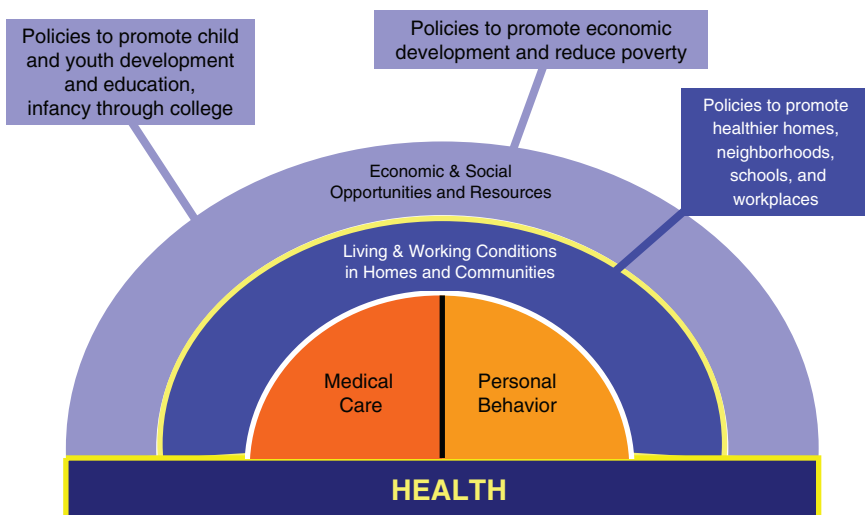 Policies to promote child
and youth development
and education,
infancy through college
Policies to promote economic
development and reduce poverty
Policies to promote
healthier homes,
neighborhoods,
schools, and
workplaces
Economic & Social
Opportunities and Resources
Living & Working Conditions
in Homes and Communities
Medical
Care
Personal
Behavior
HEALTH